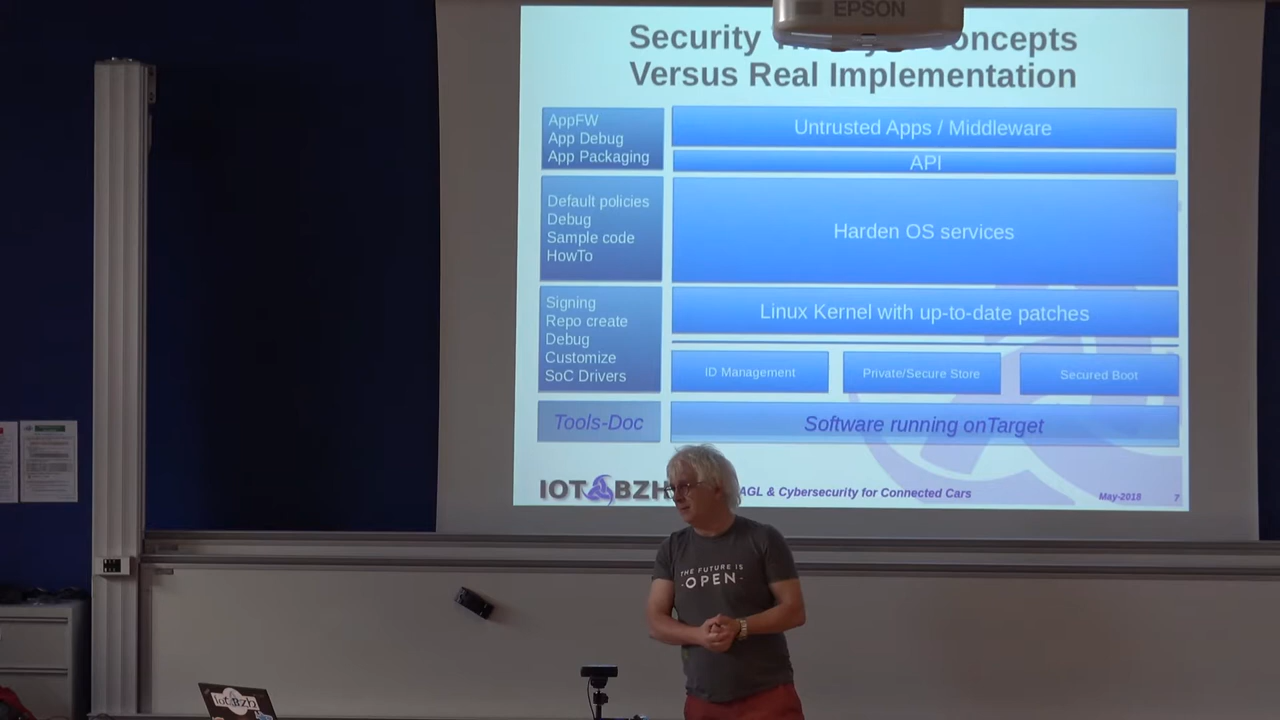 EPSON
Security oncepts
Versus Real Implementation
AppFW
App Debug
App Packaging
Untrusted Apps / Middleware
API
Default policies
Debug
Sample code
HowTo
Harden OS services
Signing
Repo create
Debug
Customize
SoC Drivers
Linux Kernel with up-to-date patches
ID Management
Private/Secure Store
Secured Boot
Tools-Doc
Software running onTarget
IOT BZH
AGL & Cybersecurity for Connected Cars
May-2018
7
THE FUTURE IS
-OPEN-
IoT.Bzh